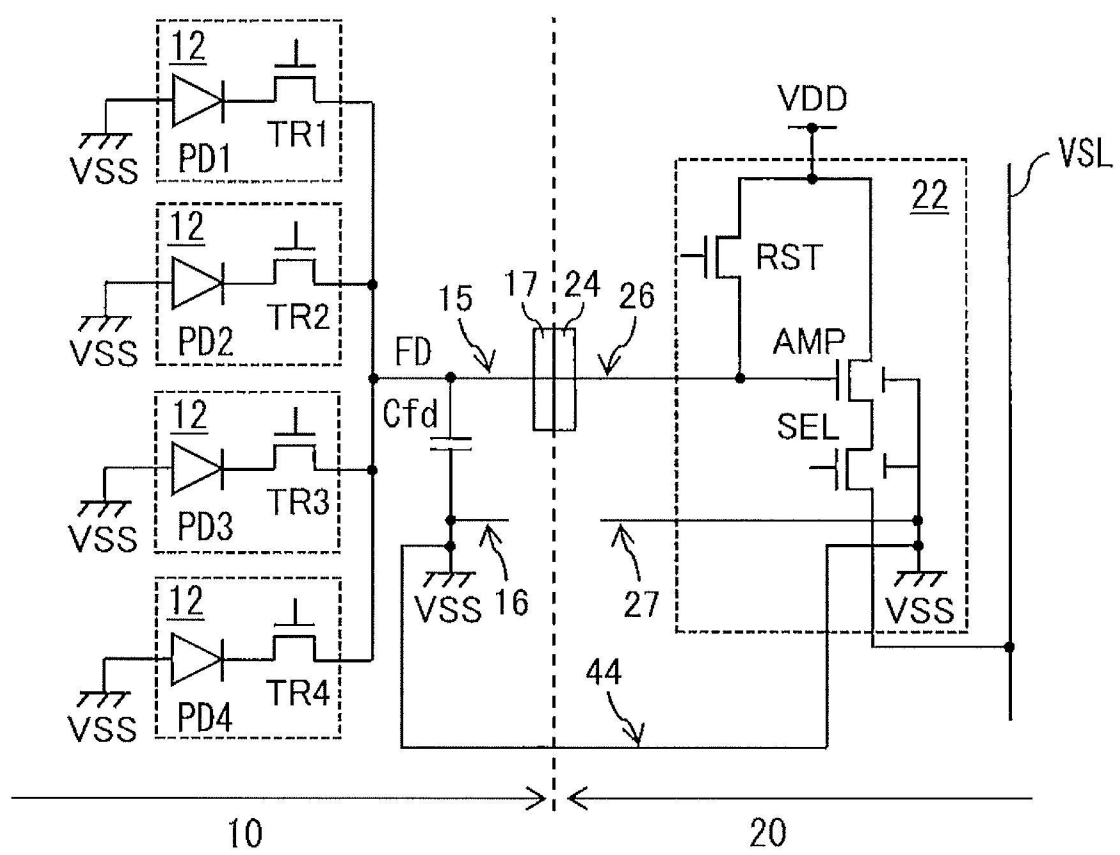 12
PD1
TR1
VSS
12
PD2
TR2
VSS
12
PD3
TR3
VSS
12
PD4
TR4
VSS
FD
15
17
24
26
Cfd
16
VSS
VDD
22
VSL
RST
AMP
SEL
27
VSS
44
10
20